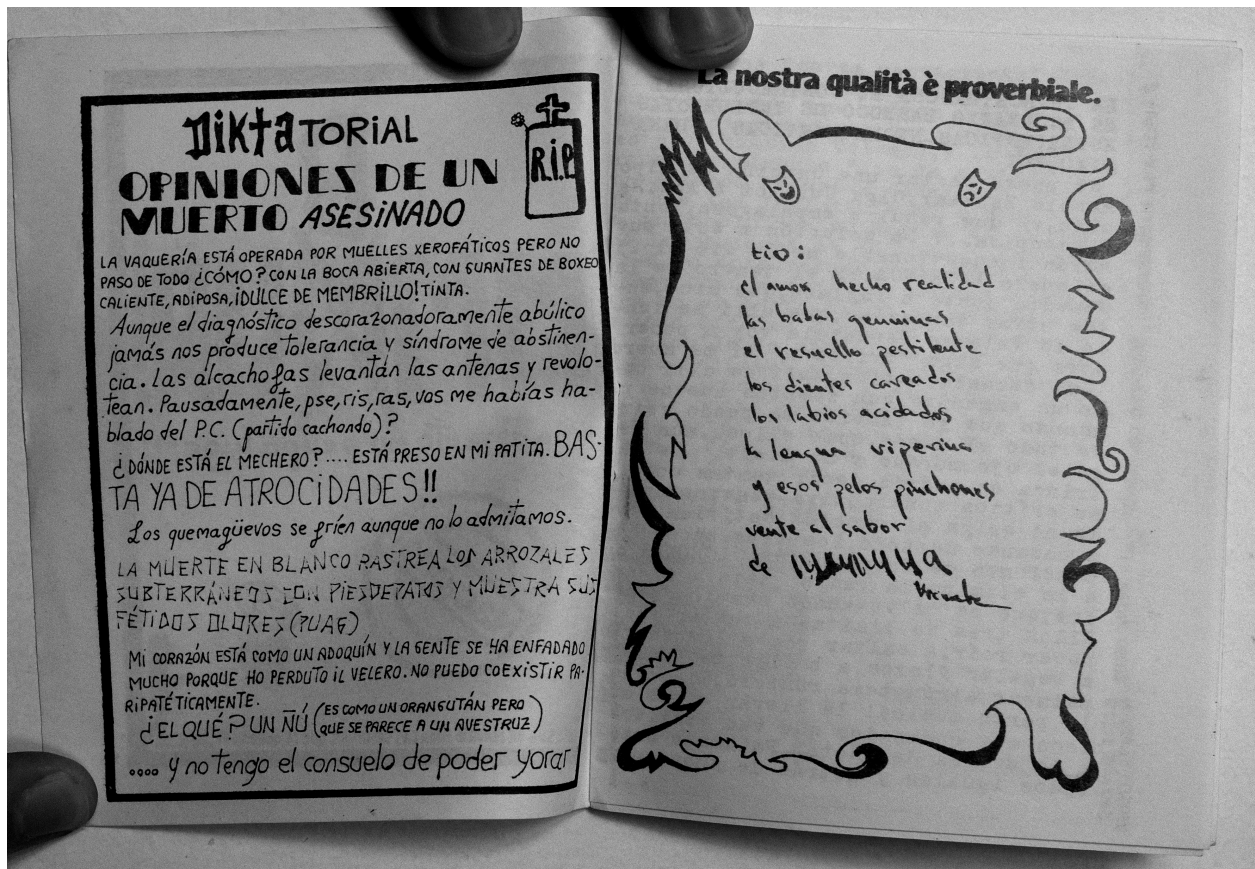 DiktaTORIAL
OPINIONES DE UN
MUERTO ASESINADO
R.I.P.
LA VAQUERÍA ESTÁ OPERADA POR MUELLES XEROFÁTICOS PERO NO
PASO DE TODO ¿CÓMO? CON LA BOCA ABIERTA, CON GUANTES DE BOXEO
CALIENTE, ADIPOSA, ¡DULCE DE MEMBRILLO! TINTA.
Aunque el diagnóstico descorazonadoramente abúlico
jamás nos produce tolerancia y síndrome de abstinen-
cia. Las alcachofas levantán las antenas y revolo-
tean. Pausadamente, pse, ris, ras, vos me habías ha-
blado del P.C. (partido cachondo)?
¿DÓNDE ESTÁ EL MECHERO?.... ESTÁ PRESO EN MI PATITA. BAS-
TA YA DE ATROCIDADES!!
Los quemagüevos se fríen aunque no lo admitamos.
LA MUERTE EN BLANCO RASTREA LOS ARROZALES
SUBTERRÁNEOS CON PIESDEPATOS Y MUESTRA SUS
FÉTIDOS OLORES (PUAG)
MI CORAZÓN ESTÁ COMO UN ADOQUÍN Y LA GENTE SE HA ENFADADO
MUCHO PORQUE HO PERDUTO IL VELERO. NO PUEDO COEXISTIR PA-
RIPATÉTICAMENTE.
¿EL QUÉ? UN ÑÚ (ES COMO UN ORANGUTÁN PERO
QUE SE PARECE A UN AVESTRUZ)
.... y no tengo el consuelo de poder yorar
La nostra qualità è proverbiale.
tio:
el amor hecho realidad
las babas genuinas
el resuello pestilente
los dientes careados
los labios acidados
la lengua viperina
y esos pelos pinchones
vente al sabor
de